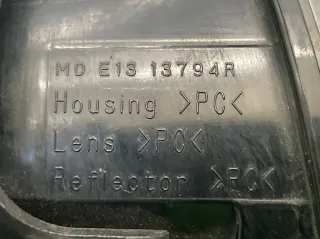 MD E13 13794R
Housing >PC<
Lens >PC<
Reflector >PC<